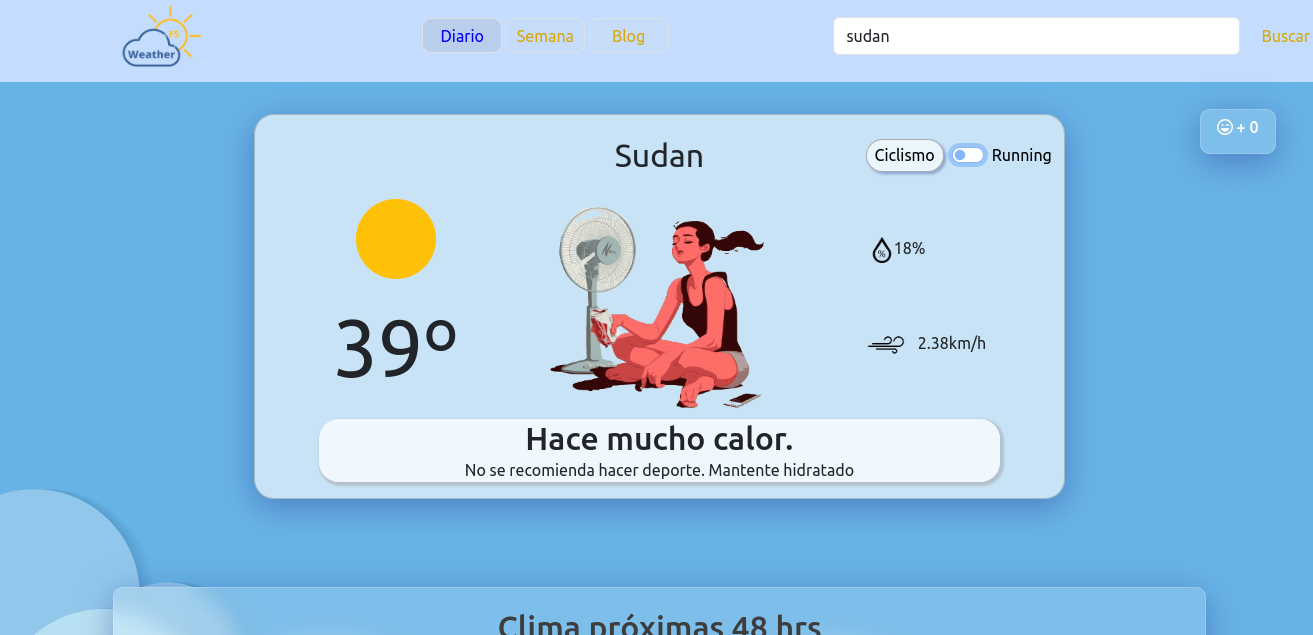 FS
Weather
Diario
Semana
Blog
sudan
Buscar
+ 0
Sudan
Ciclismo
Running
%
18%
39º
2.38km/h
Hace mucho calor.
No se recomienda hacer deporte. Mantente hidratado
Clima próximas 48 hrs